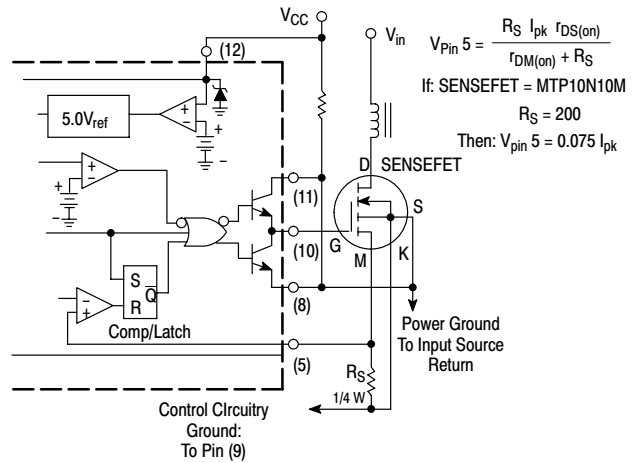 V_CC
V_in
(12)
V_Pin 5 = R_S I_pk r_DS(on) / r_DM(on) + R_S
If: SENSEFET = MTP10N10M
R_S = 200
Then: V_pin 5 = 0.075 I_pk
5.0V_ref
+
-
+
-
+
-
+
-
D SENSEFET
(11)
S
(10)
G
M
K
S
R
Q̅
Comp/Latch
-
+
(8)
Power Ground
To Input Source
Return
(5)
R_S
1/4 W
Control CIrcuitry
Ground:
To Pin (9)